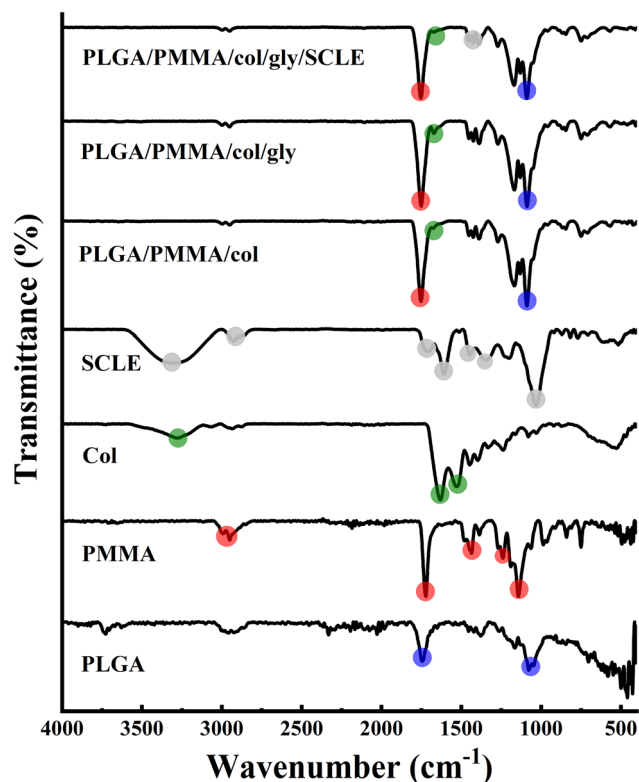 PLGA/PMMA/col/gly/SCLE
PLGA/PMMA/col/gly
PLGA/PMMA/col
SCLE
Col
PMMA
PLGA
Transmittance (%)
4000 3500 3000 2500 2000 1500 1000 500
Wavenumber (cm⁻¹)